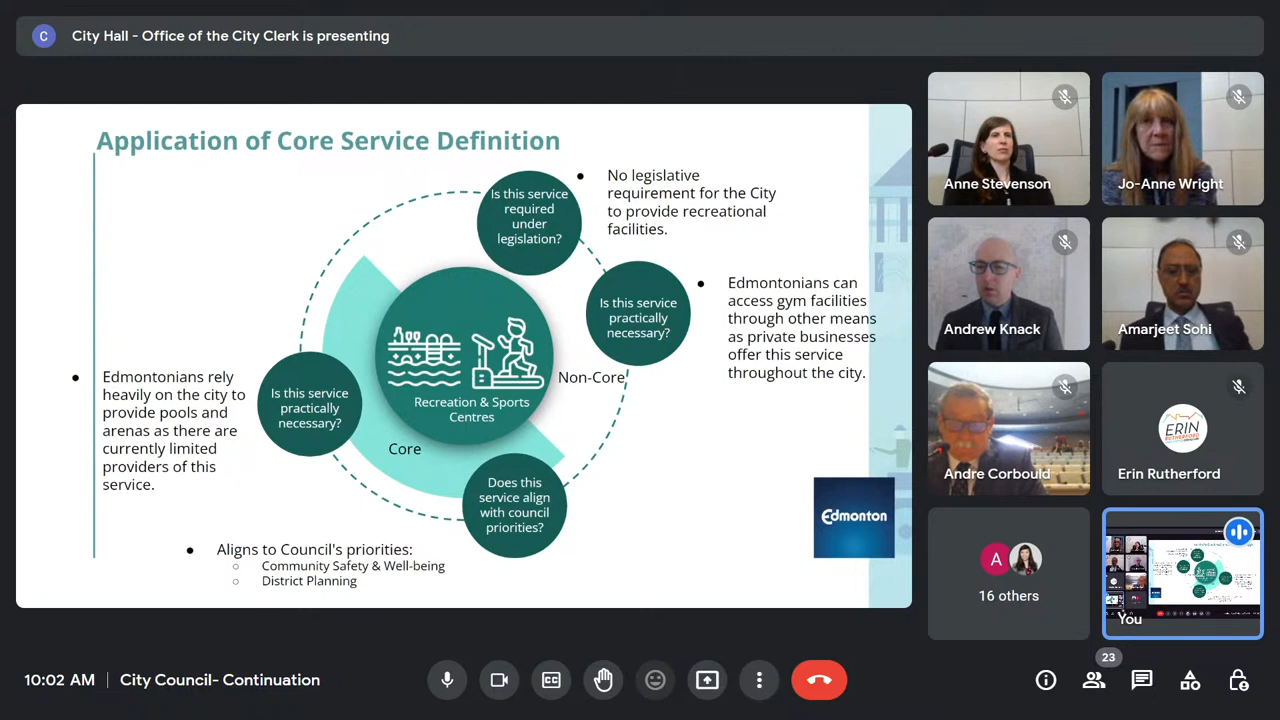 C
City Hall - Office of the City Clerk is presenting
Application of Core Service Definition
Is this service
required
under
legislation?
No legislative
requirement for the City
to provide recreational
facilities.
Is this service
practically
necessary?
Edmontonians can
access gym facilities
through other means
as private businesses
offer this service
throughout the city.
Non-Core
Recreation & Sports
Centres
Core
Is this service
practically
necessary?
Edmontonians rely
heavily on the city to
provide pools and
arenas as there are
currently limited
providers of this
service.
Does this
service align
with council
priorities?
Aligns to Council's priorities:
Community Safety & Well-being
District Planning
Edmonton
Anne Stevenson
Jo-Anne Wright
Andrew Knack
Amarjeet Sohi
Andre Corbould
ERIN
RUTHERFORD
Erin Rutherford
A
16 others
You
10:02 AM
City Council- Continuation
CC
23